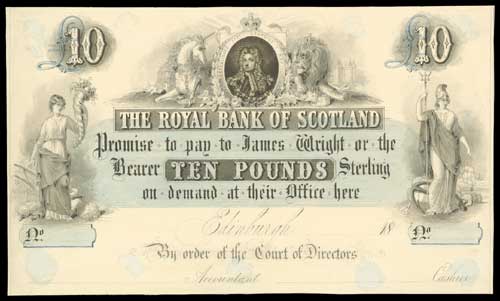 £10 £10
THE ROYAL BANK OF SCOTLAND
Promise to pay to James Wright or the
Bearer TEN POUNDS Sterling
on demand at their Office here
Edinburgh 18
No. No.
By order of the Court of Directors
Accountant Cashier